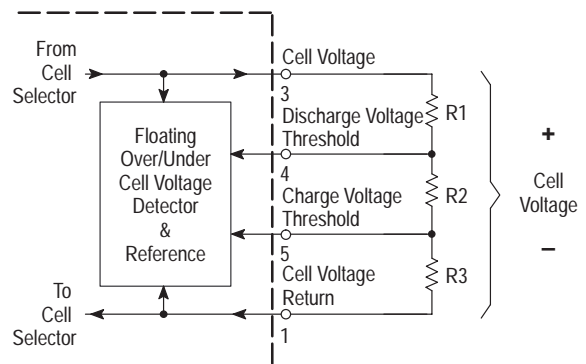 From
Cell
Selector
Cell Voltage
3
Discharge Voltage
Threshold
4
Charge Voltage
Threshold
5
Cell Voltage
Return
1
Floating
Over/Under
Cell Voltage
Detector
&
Reference
To
Cell
Selector
R1
R2
R3
+
Cell
Voltage
–